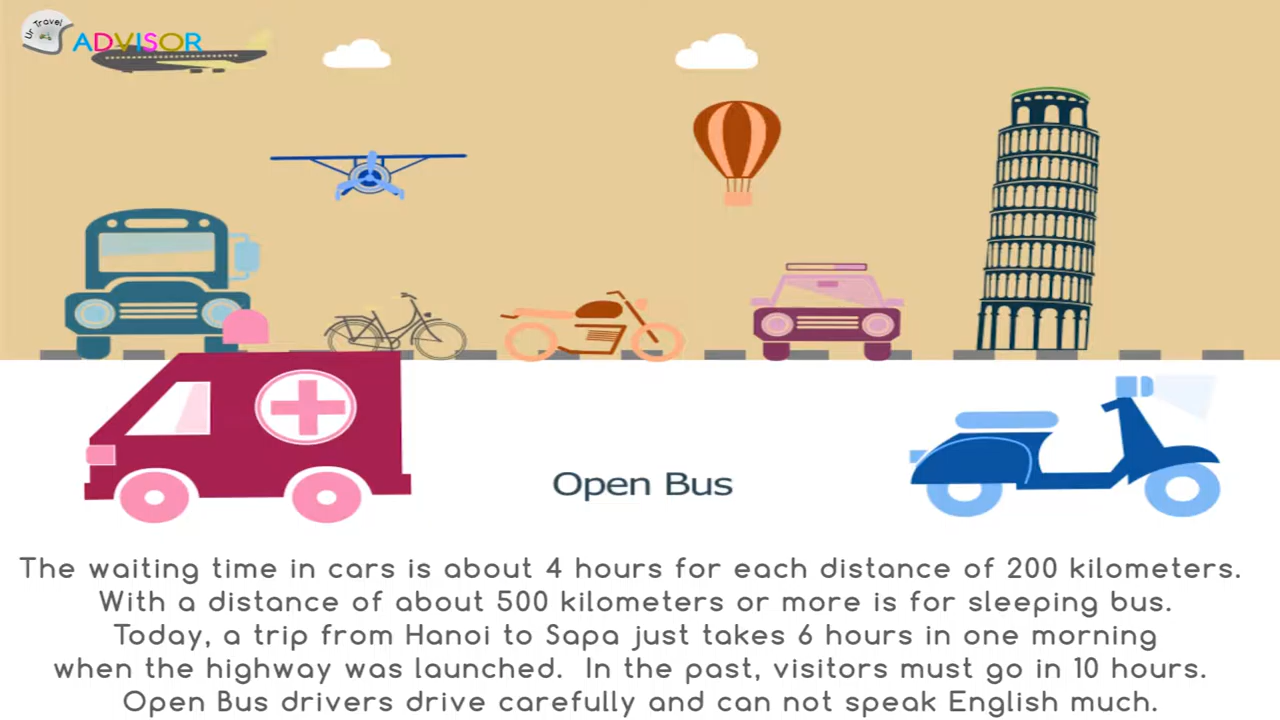 Ur Travel
ADVISOR
Open Bus
The waiting time in cars is about 4 hours for each distance of 200 kilometers.
With a distance of about 500 kilometers or more is for sleeping bus.
Today, a trip from Hanoi to Sapa just takes 6 hours in one morning
when the highway was launched.  In the past, visitors must go in 10 hours.
Open Bus drivers drive carefully and can not speak English much.